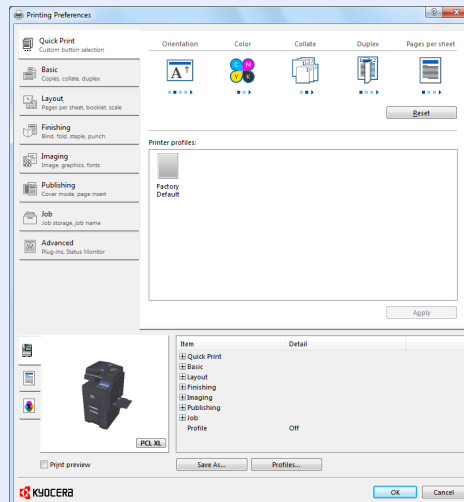 Printing Preferences
Quick Print
Custom button selection
Basic
Copies, collate, duplex
Layout
Pages per sheet, booklet, scale
Finishing
Bind, fold, staple, punch
Imaging
Image, graphics, fonts
Publishing
Cover mode, page insert
Job
Job storage, job name
Advanced
Plug-ins, Status Monitor
Orientation Color Collate Duplex Pages per sheet
A
C M
Y K
Reset
Printer profiles:
Factory
Default
Apply
Item Detail
Quick Print
Basic
Layout
Finishing
Imaging
Publishing
Job
Profile Off
PCL XL
Print preview
Save As... Profiles...
KYOCERA
OK Cancel